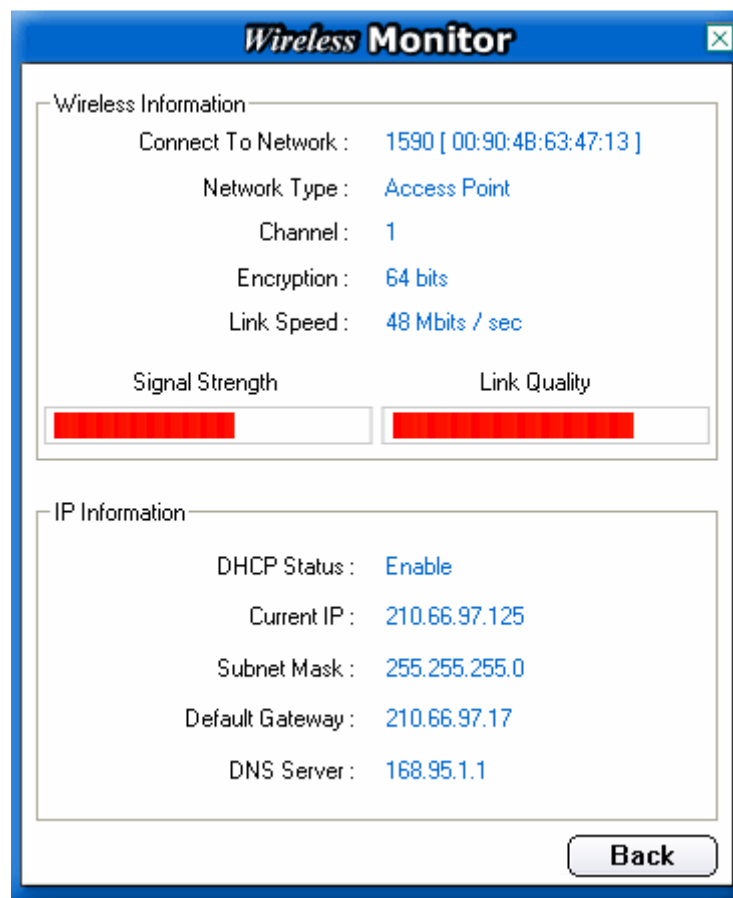 Wireless Monitor
Wireless Information
Connect To Network : 1590 [ 00:90:4B:63:47:13 ]
Network Type : Access Point
Channel : 1
Encryption : 64 bits
Link Speed : 48 Mbits / sec
Signal Strength Link Quality
IP Information
DHCP Status : Enable
Current IP : 210.66.97.125
Subnet Mask : 255.255.255.0
Default Gateway : 210.66.97.17
DNS Server : 168.95.1.1
Back